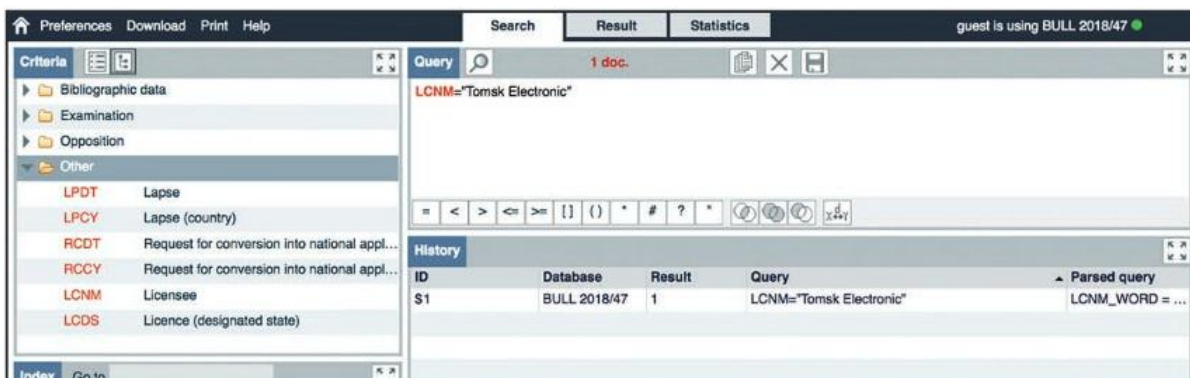 Preferences Download Print Help
Search
Result
Statistics
guest is using BULL 2018/47
Criteria
Bibliographic data
Examination
Opposition
Other
LPDT Lapse
LPCY Lapse (country)
RCDT Request for conversion into national appl...
RCCY Request for conversion into national appl...
LCNM Licensee
LCDS Licence (designated state)
Index Go to
Query
1 doc.
LCNM="Tomsk Electronic"
= < > <= >= [] () * # ? "
History
ID Database Result Query Parsed query
S1 BULL 2018/47 1 LCNM="Tomsk Electronic" LCNM_WORD = ...